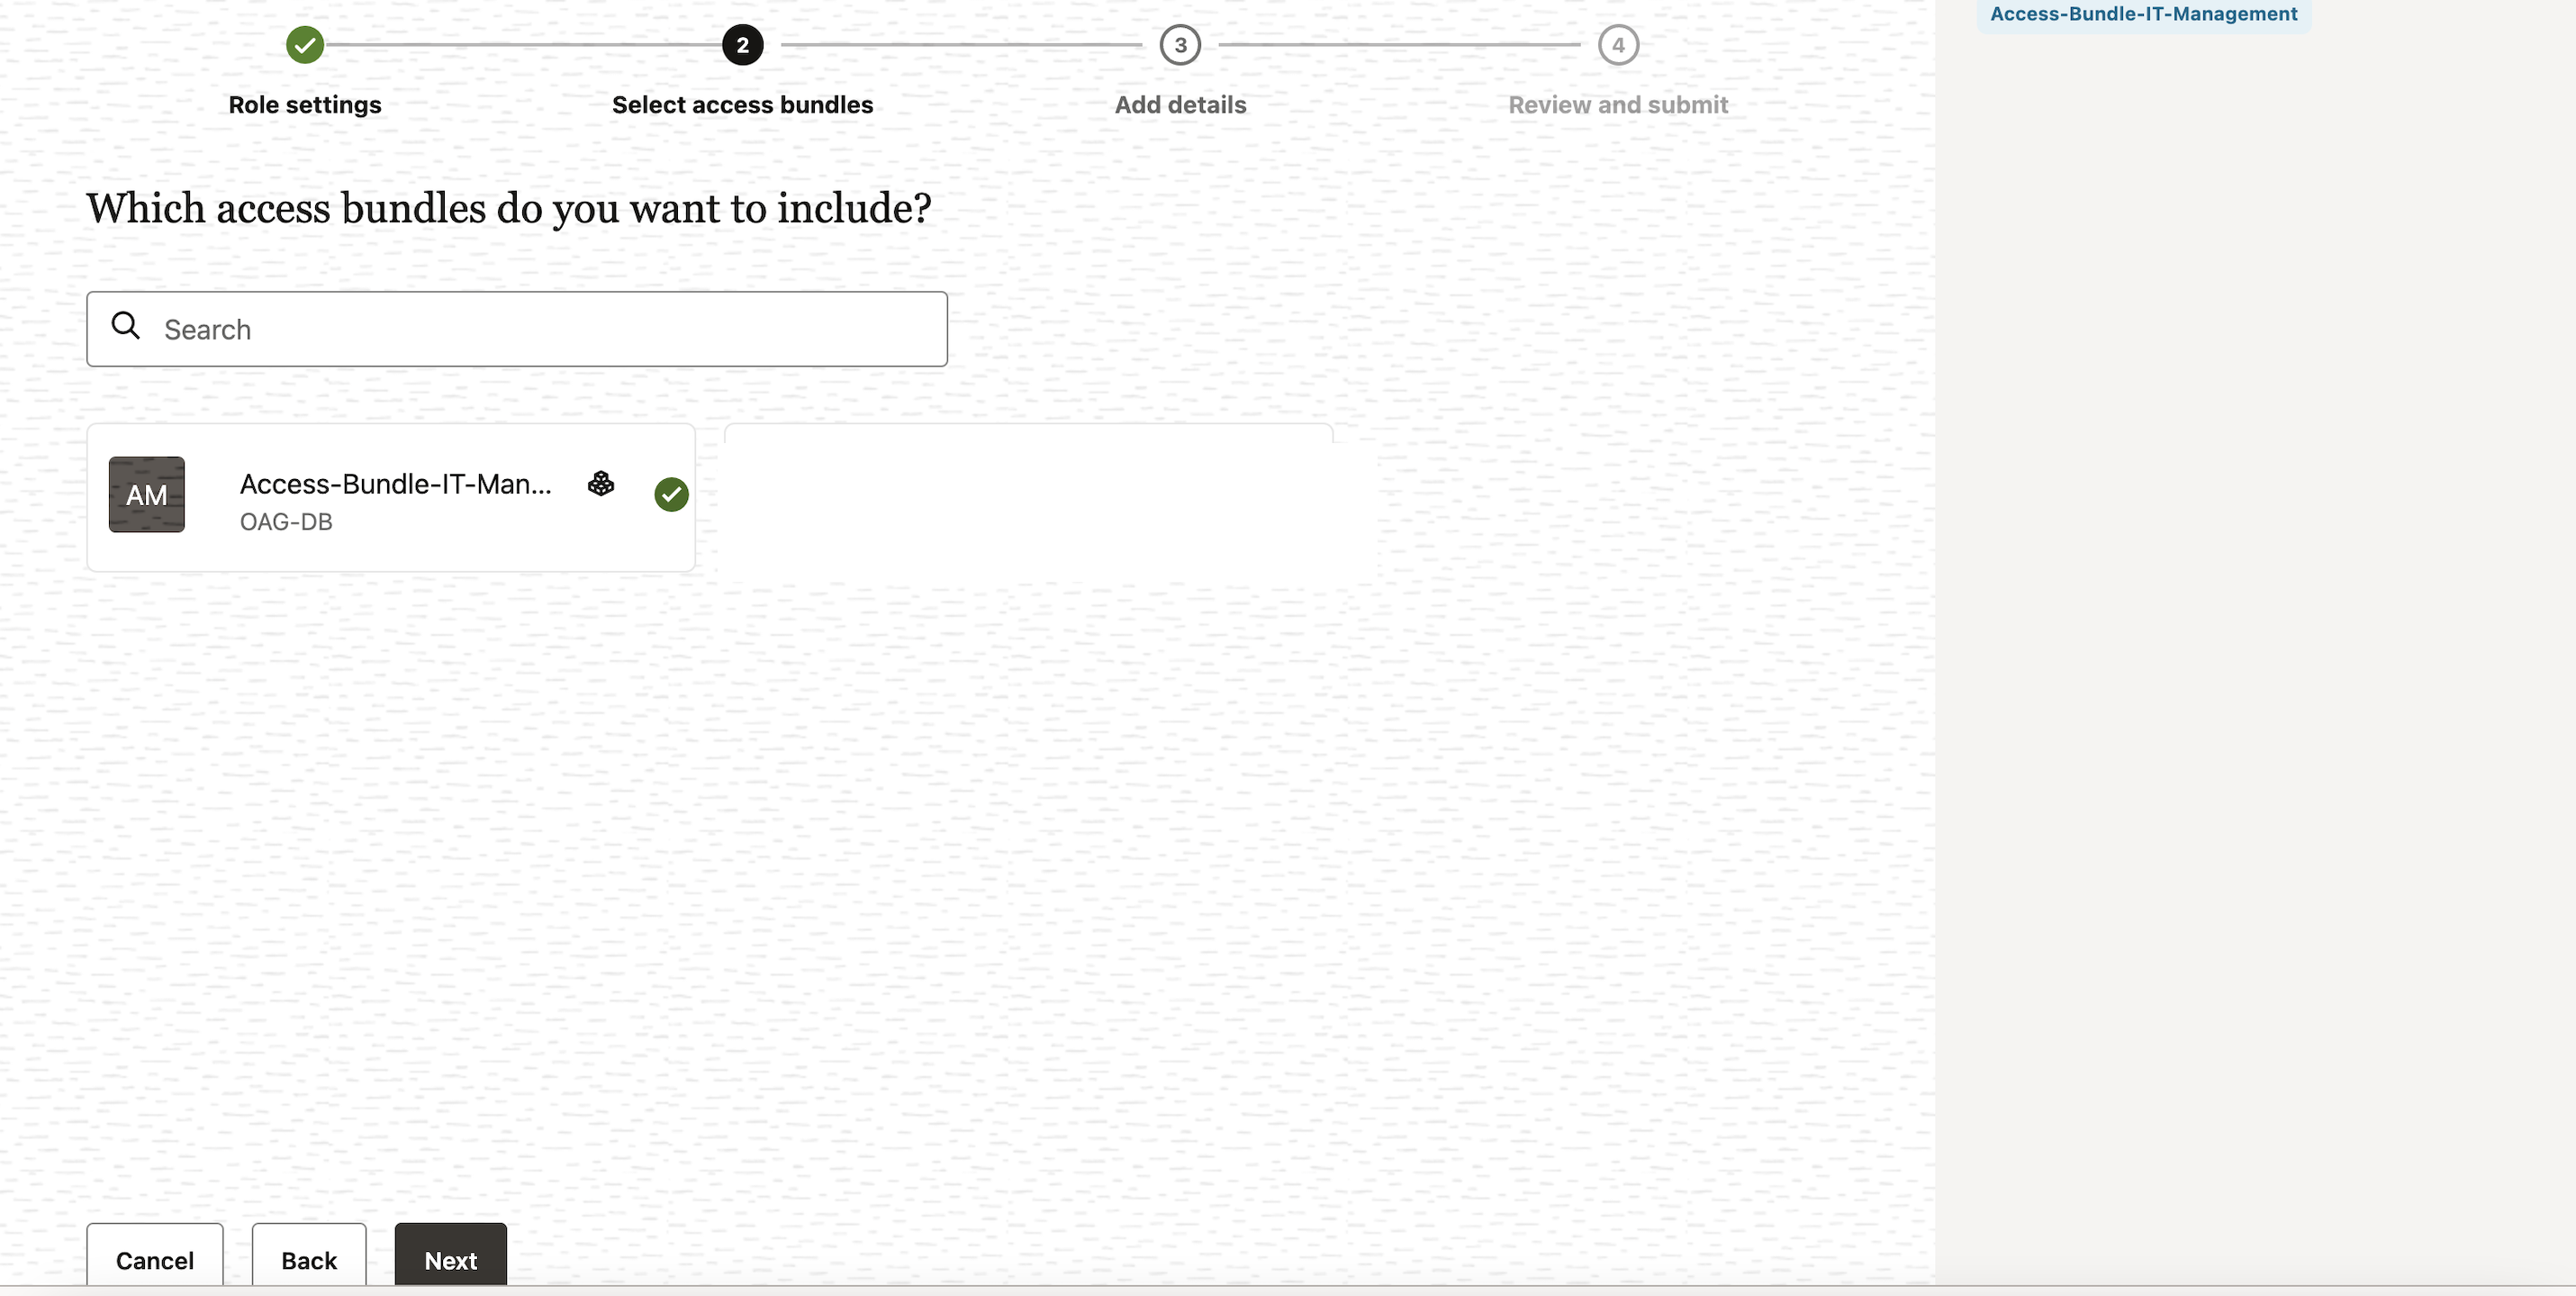 Access-Bundle-IT-Management
2
3
4
Role settings
Select access bundles
Add details
Review and submit
Which access bundles do you want to include?
Search
AM
Access-Bundle-IT-Man...
OAG-DB
Cancel
Back
Next